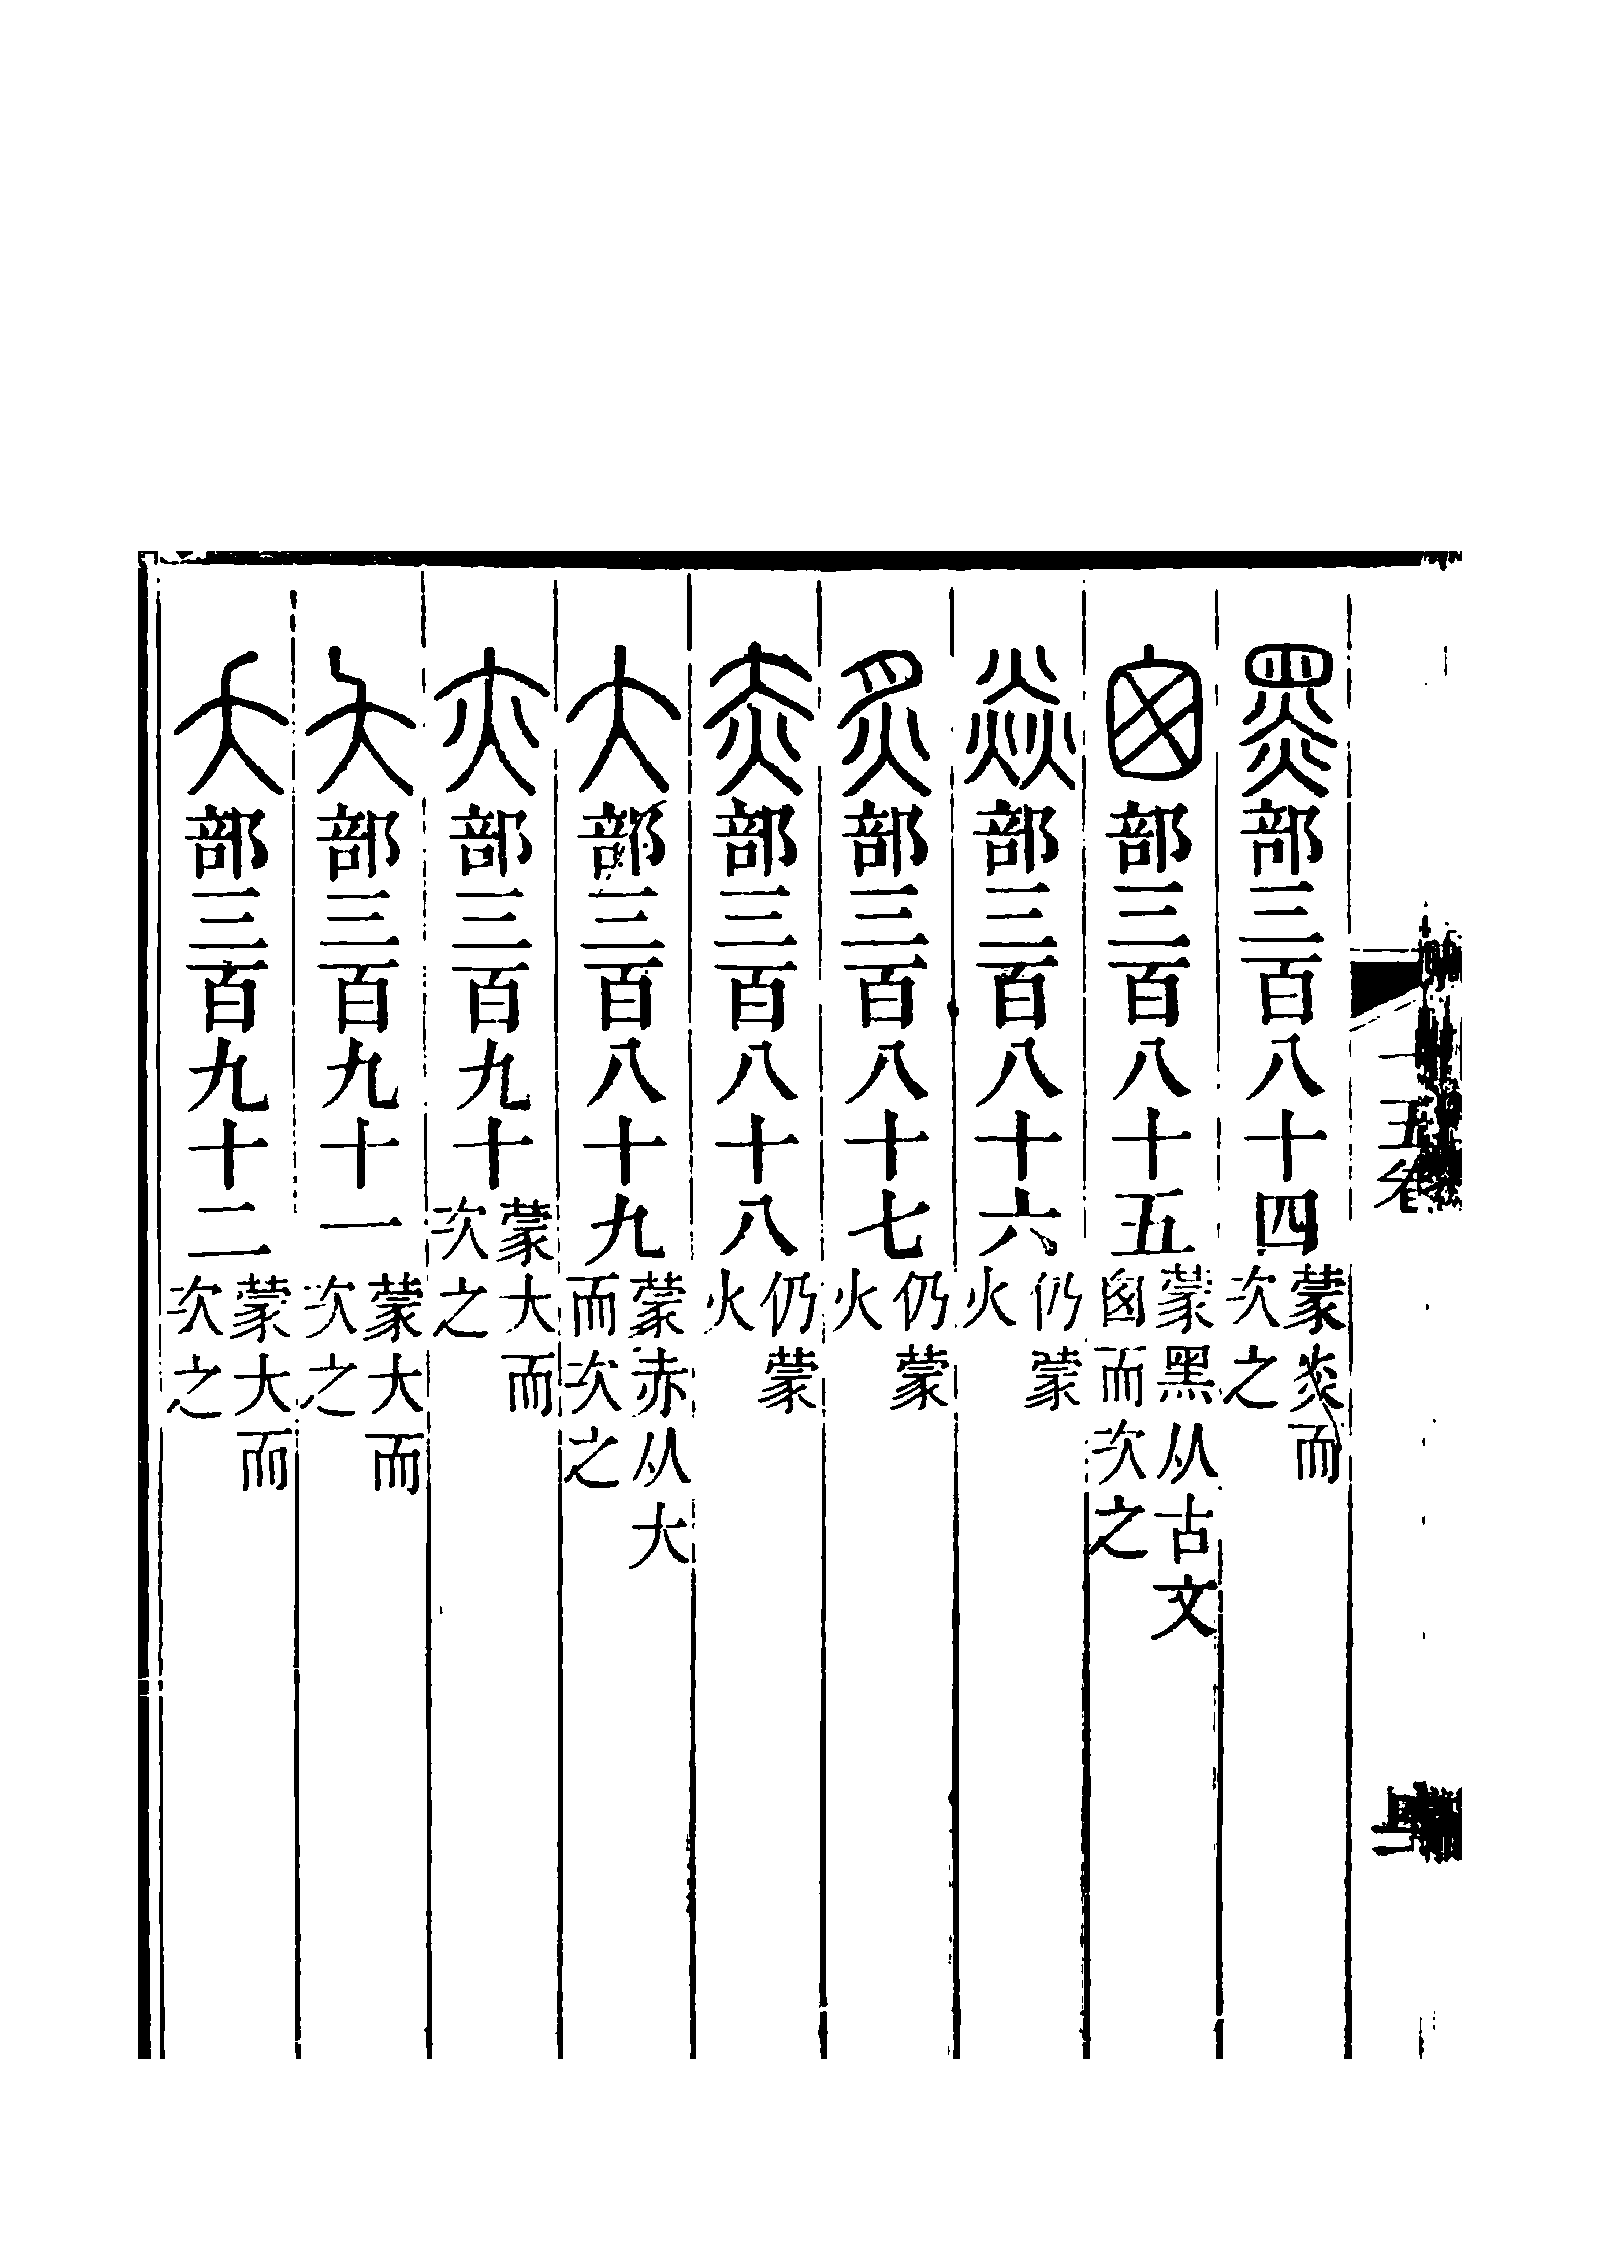 黑部三百八十四蒙炎而次之
囪部三百八十五蒙黑从古文囪而次之
焱部三百八十六仍蒙火
炙部三百八十七仍蒙火
赤部三百八十八仍蒙火
大部三百八十九蒙赤从大而次之
亦部三百九十蒙大而次之
夨部三百九十一蒙大而次之
夭部三百九十二蒙大而次之